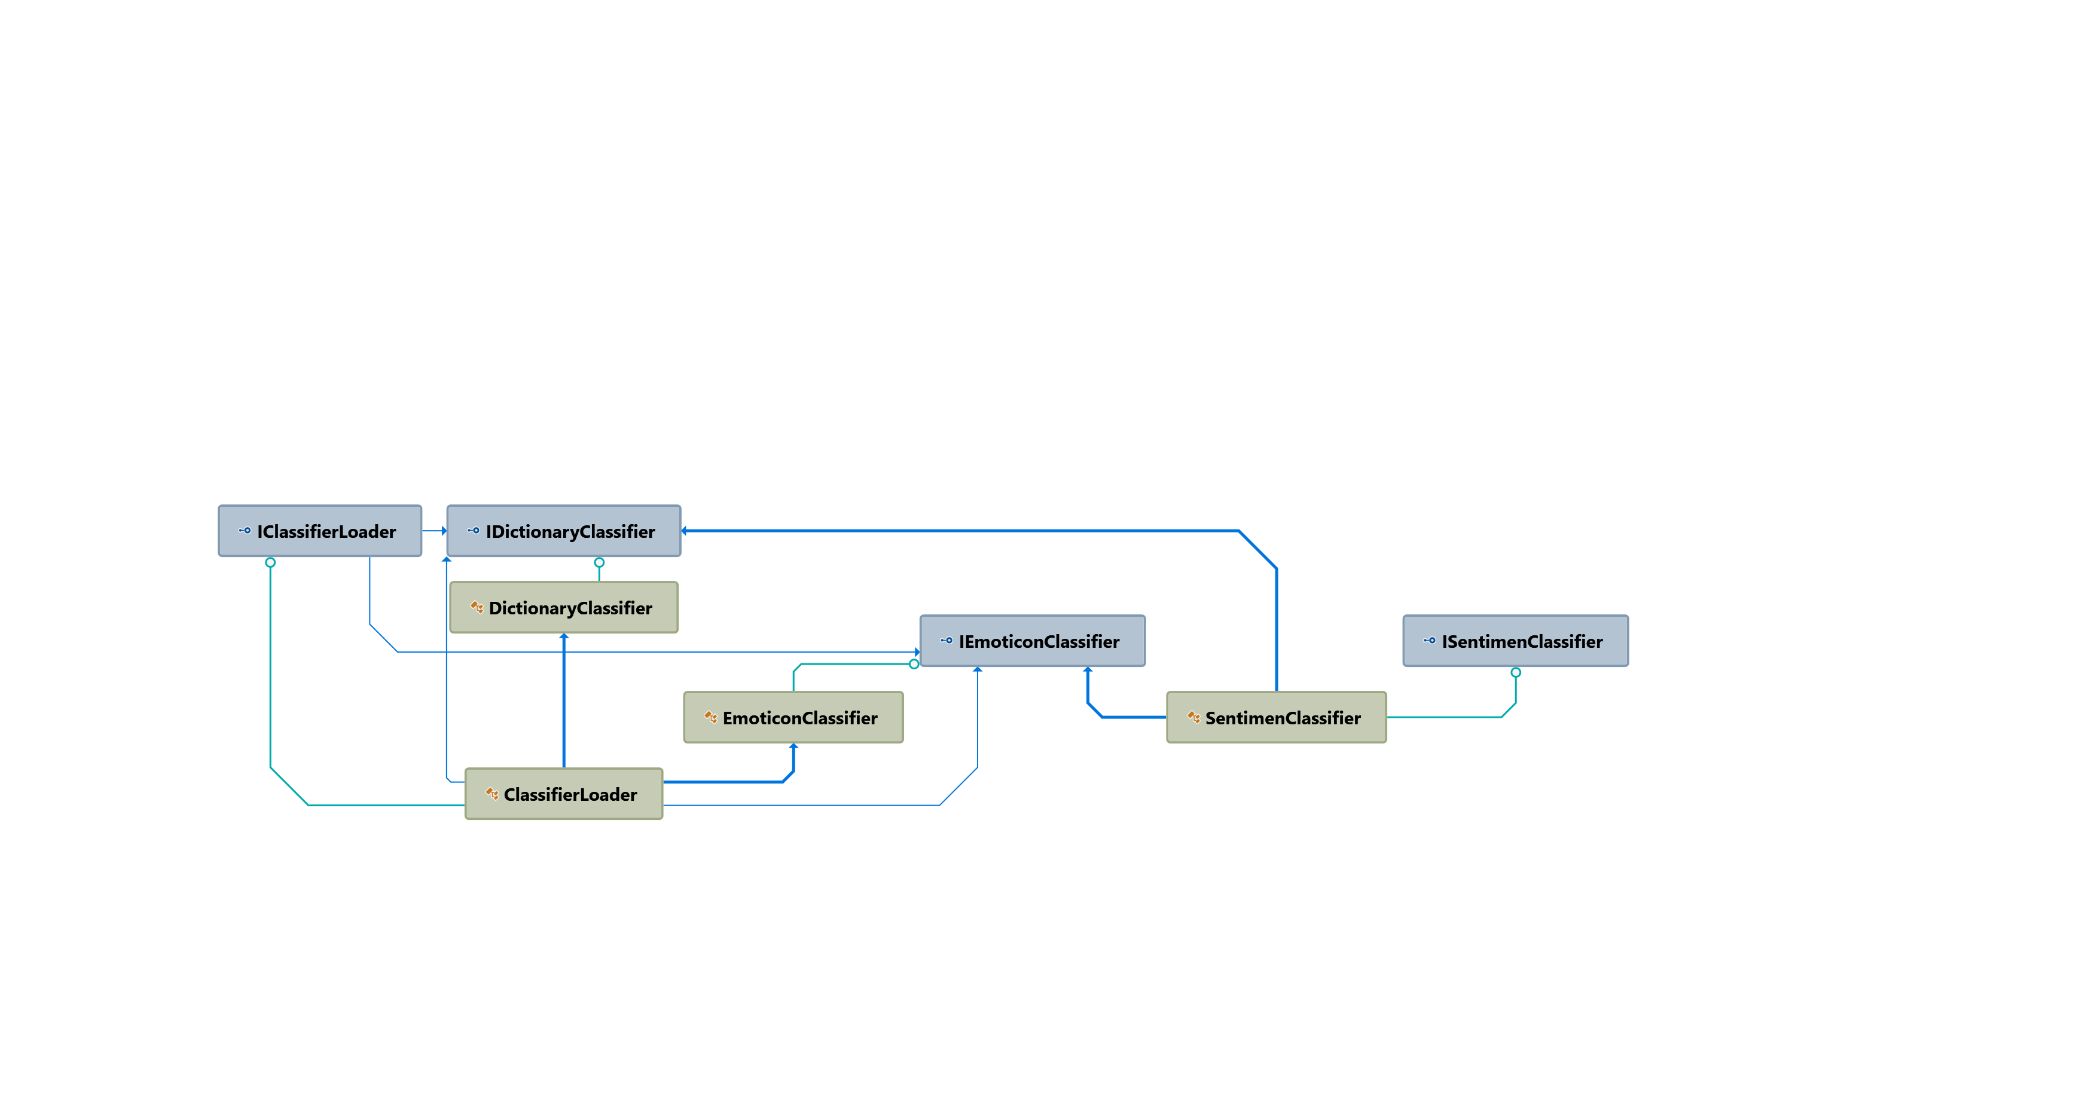 IClassifierLoader
IDictionaryClassifier
DictionaryClassifier
IEmoticonClassifier
ISentimenClassifier
EmoticonClassifier
SentimenClassifier
ClassifierLoader